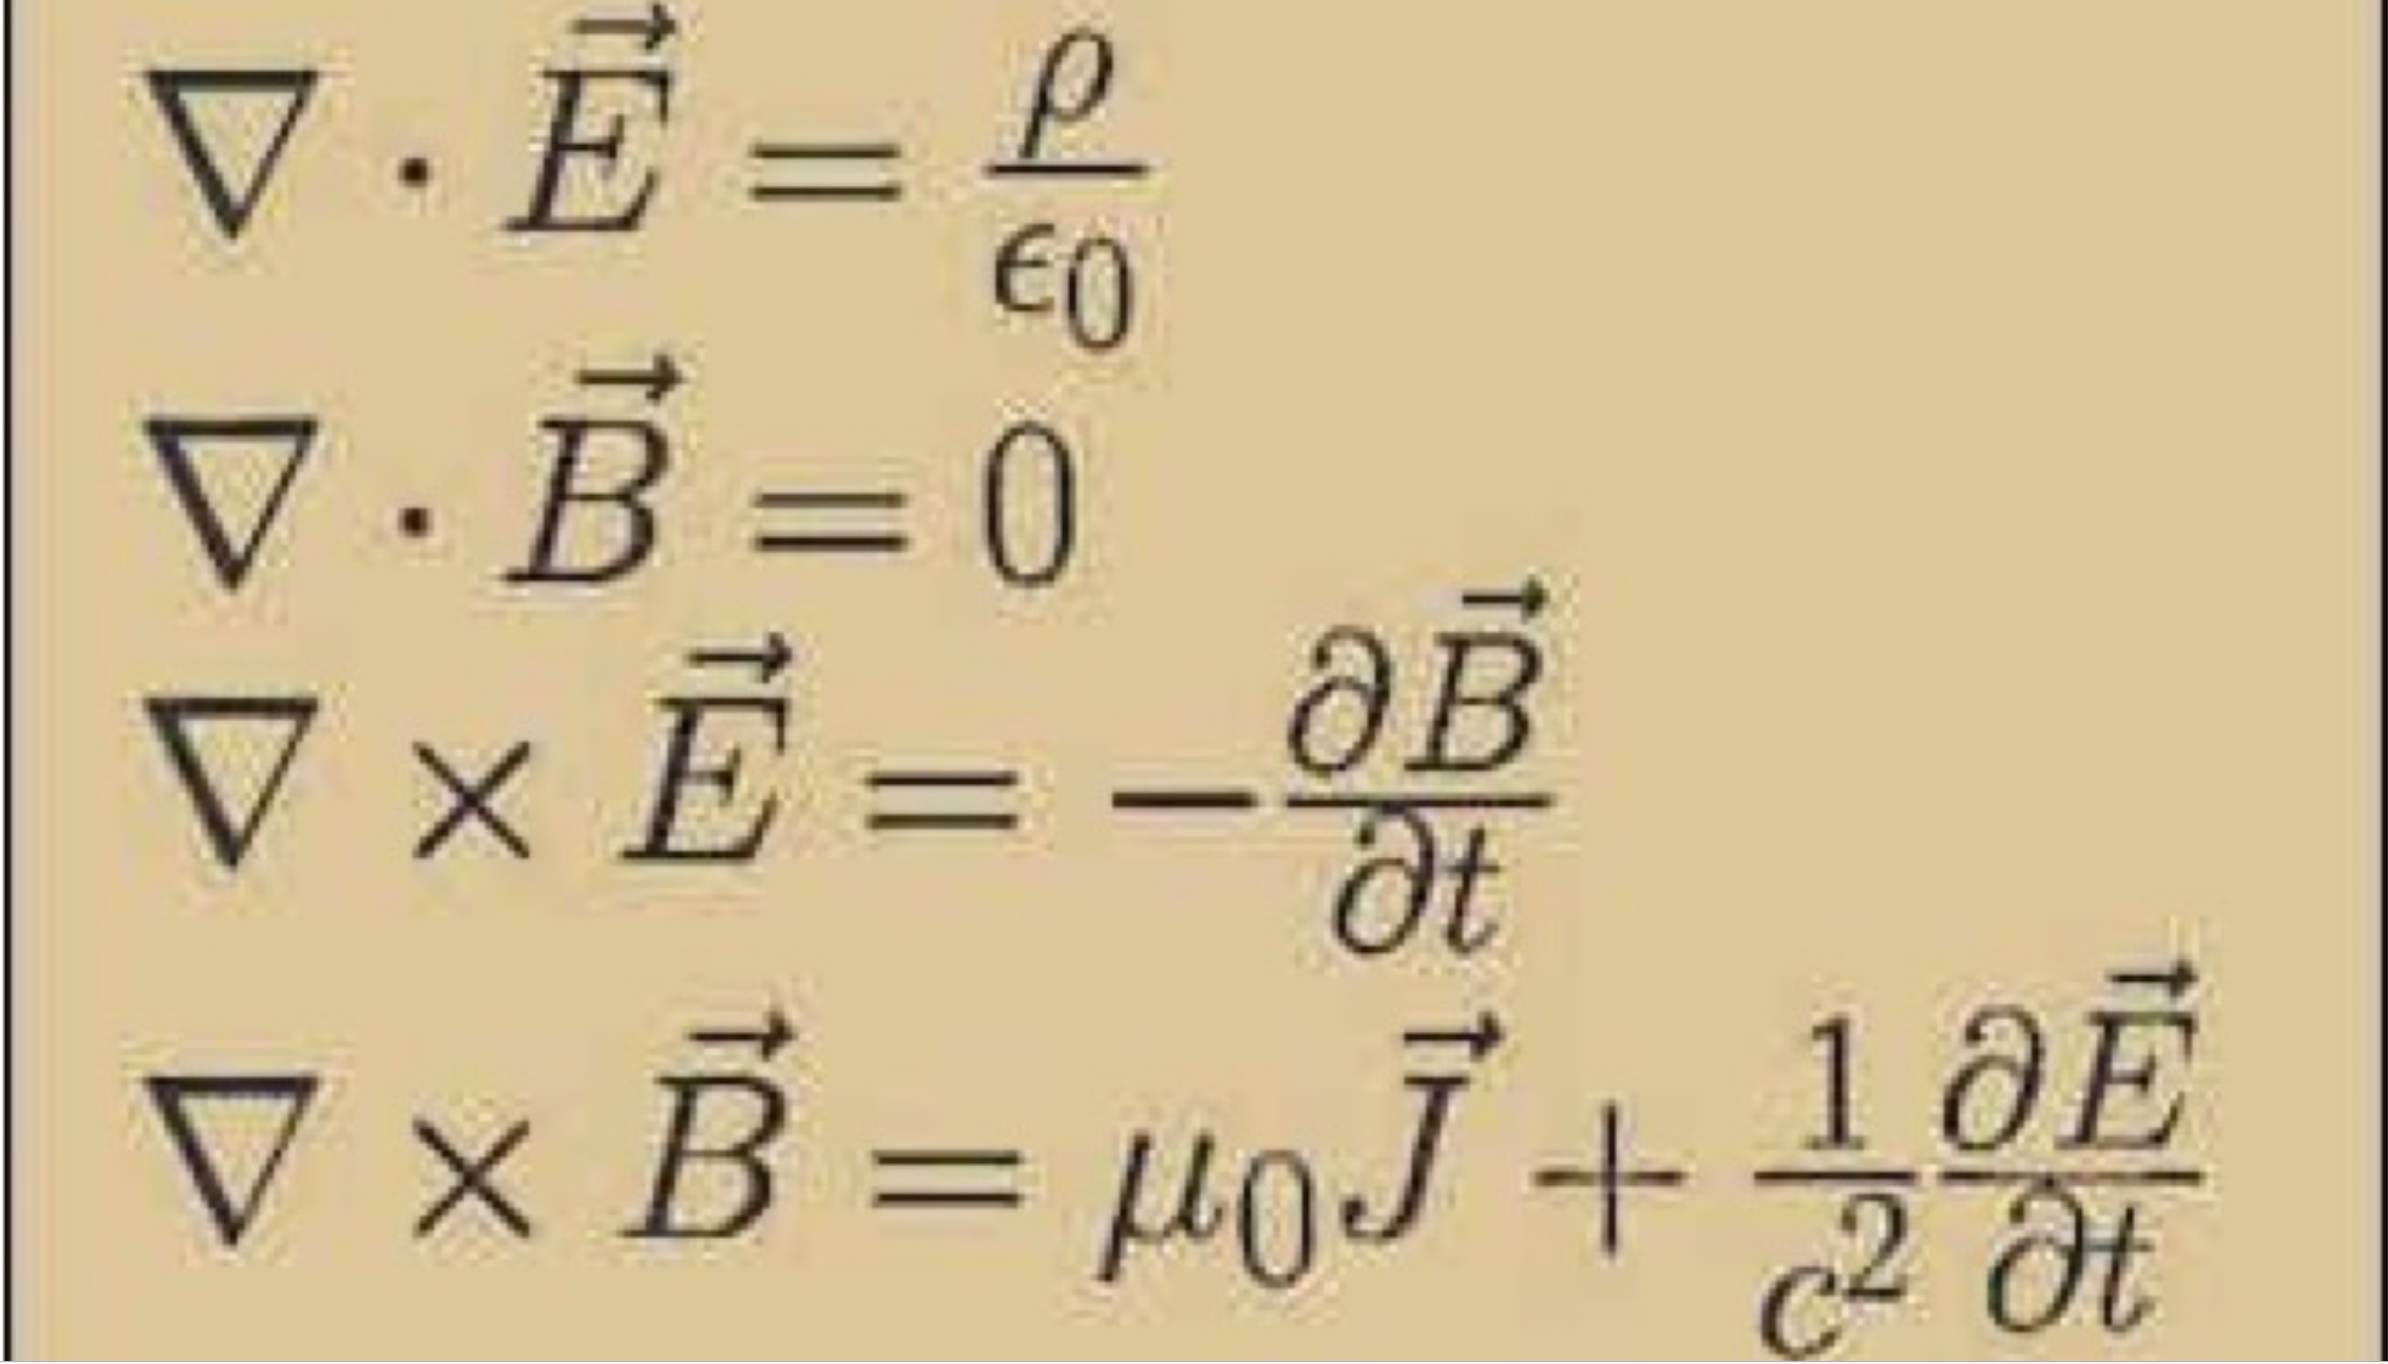 ∇ · E⃗ = ρ/ϵ₀
∇ · B⃗ = 0
∇ × E⃗ = −∂B⃗/∂t
∇ × B⃗ = μ₀J⃗ + 1/c² ∂E⃗/∂t